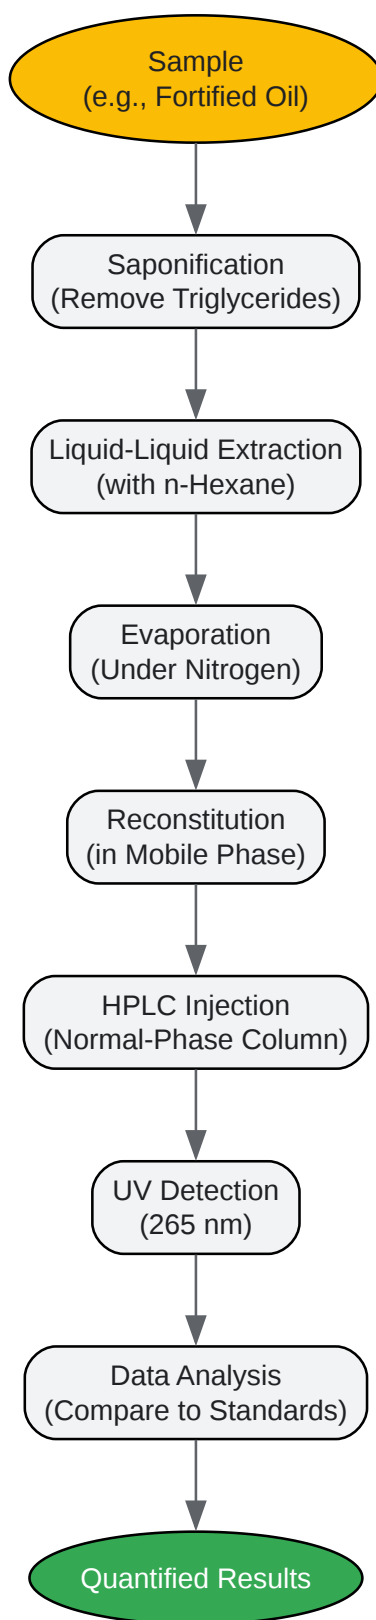 Sample
(e.g., Fortified Oil)
Saponification
(Remove Triglycerides)
Liquid-Liquid Extraction
(with n-Hexane)
Evaporation
(Under Nitrogen)
Reconstitution
(in Mobile Phase)
HPLC Injection
(Normal-Phase Column)
UV Detection
(265 nm)
Data Analysis
(Compare to Standards)
Quantified Results